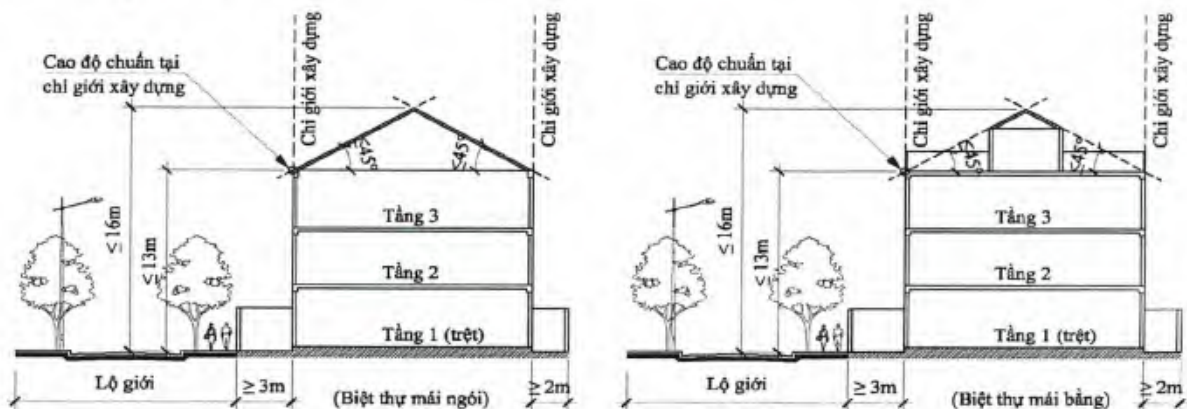 Chỉ giới xây dựng
Chỉ giới xây dựng
Cao độ chuẩn tại
chỉ giới xây dựng
≤45°
≤45°
≤ 16m
≤ 13m
Tầng 3
Tầng 2
Tầng 1 (trệt)
Lộ giới
≥ 3m
(Biệt thự mái ngói)
≥ 2m
Chỉ giới xây dựng
Chỉ giới xây dựng
Cao độ chuẩn tại
chỉ giới xây dựng
≤45°
≤45°
≤ 16m
≤ 13m
Tầng 3
Tầng 2
Tầng 1 (trệt)
Lộ giới
≥ 3m
(Biệt thự mái bằng)
≥ 2m